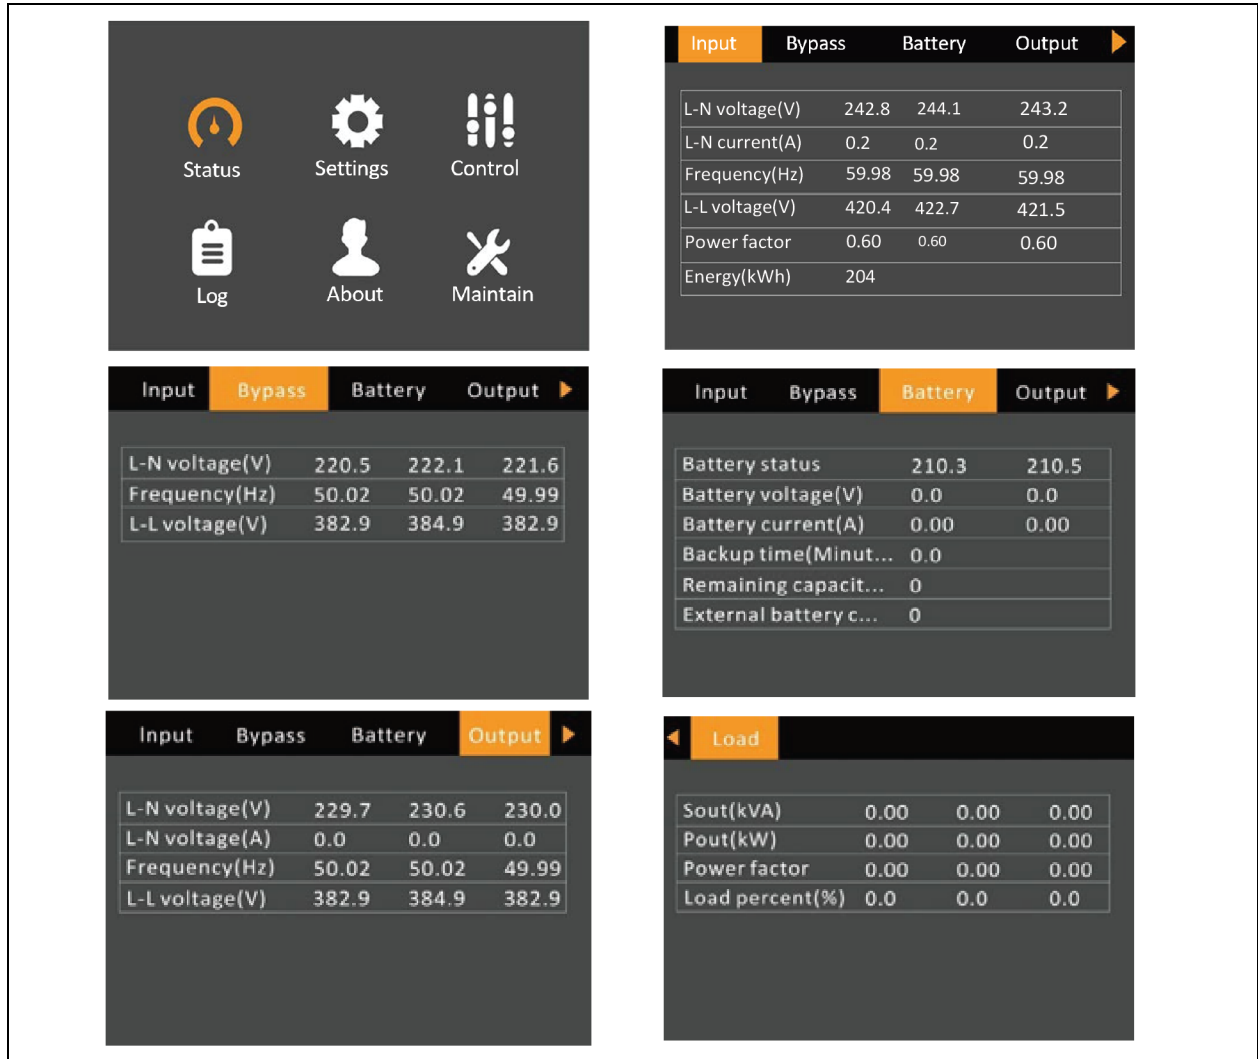 Status Settings Control
Log About Maintain
Input Bypass Battery Output
L-N voltage(V) 242.8 244.1 243.2
L-N current(A) 0.2 0.2 0.2
Frequency(Hz) 59.98 59.98 59.98
L-L voltage(V) 420.4 422.7 421.5
Power factor 0.60 0.60 0.60
Energy(kWh) 204
Input Bypass Battery Output
L-N voltage(V) 220.5 222.1 221.6
Frequency(Hz) 50.02 50.02 49.99
L-L voltage(V) 382.9 384.9 382.9
Input Bypass Battery Output
Battery status 210.3 210.5
Battery voltage(V) 0.0 0.0
Battery current(A) 0.00 0.00
Backup time(Minut... 0.0
Remaining capacit... 0
External battery c... 0
Input Bypass Battery Output
L-N voltage(V) 229.7 230.6 230.0
L-N voltage(A) 0.0 0.0 0.0
Frequency(Hz) 50.02 50.02 49.99
L-L voltage(V) 382.9 384.9 382.9
Load
Sout(kVA) 0.00 0.00 0.00
Pout(kW) 0.00 0.00 0.00
Power factor 0.00 0.00 0.00
Load percent(%) 0.0 0.0 0.0